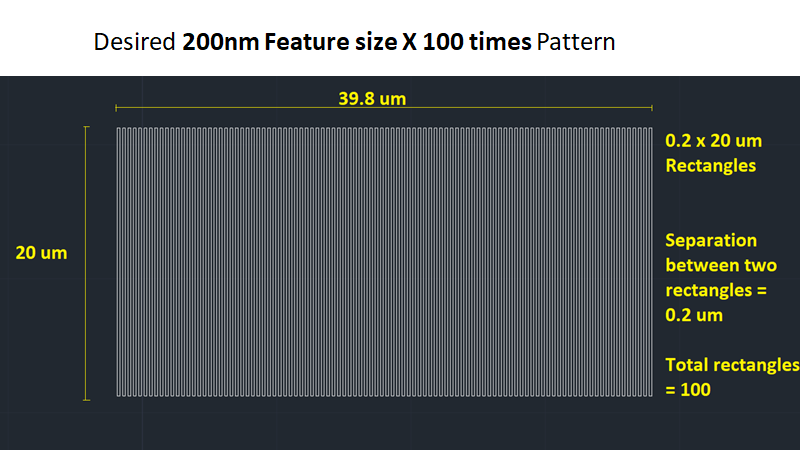 Desired 200nm Feature size X 100 times Pattern
39.8 um
20 um
0.2 x 20 um
Rectangles
Separation
between two
rectangles =
0.2 um
Total rectangles
= 100